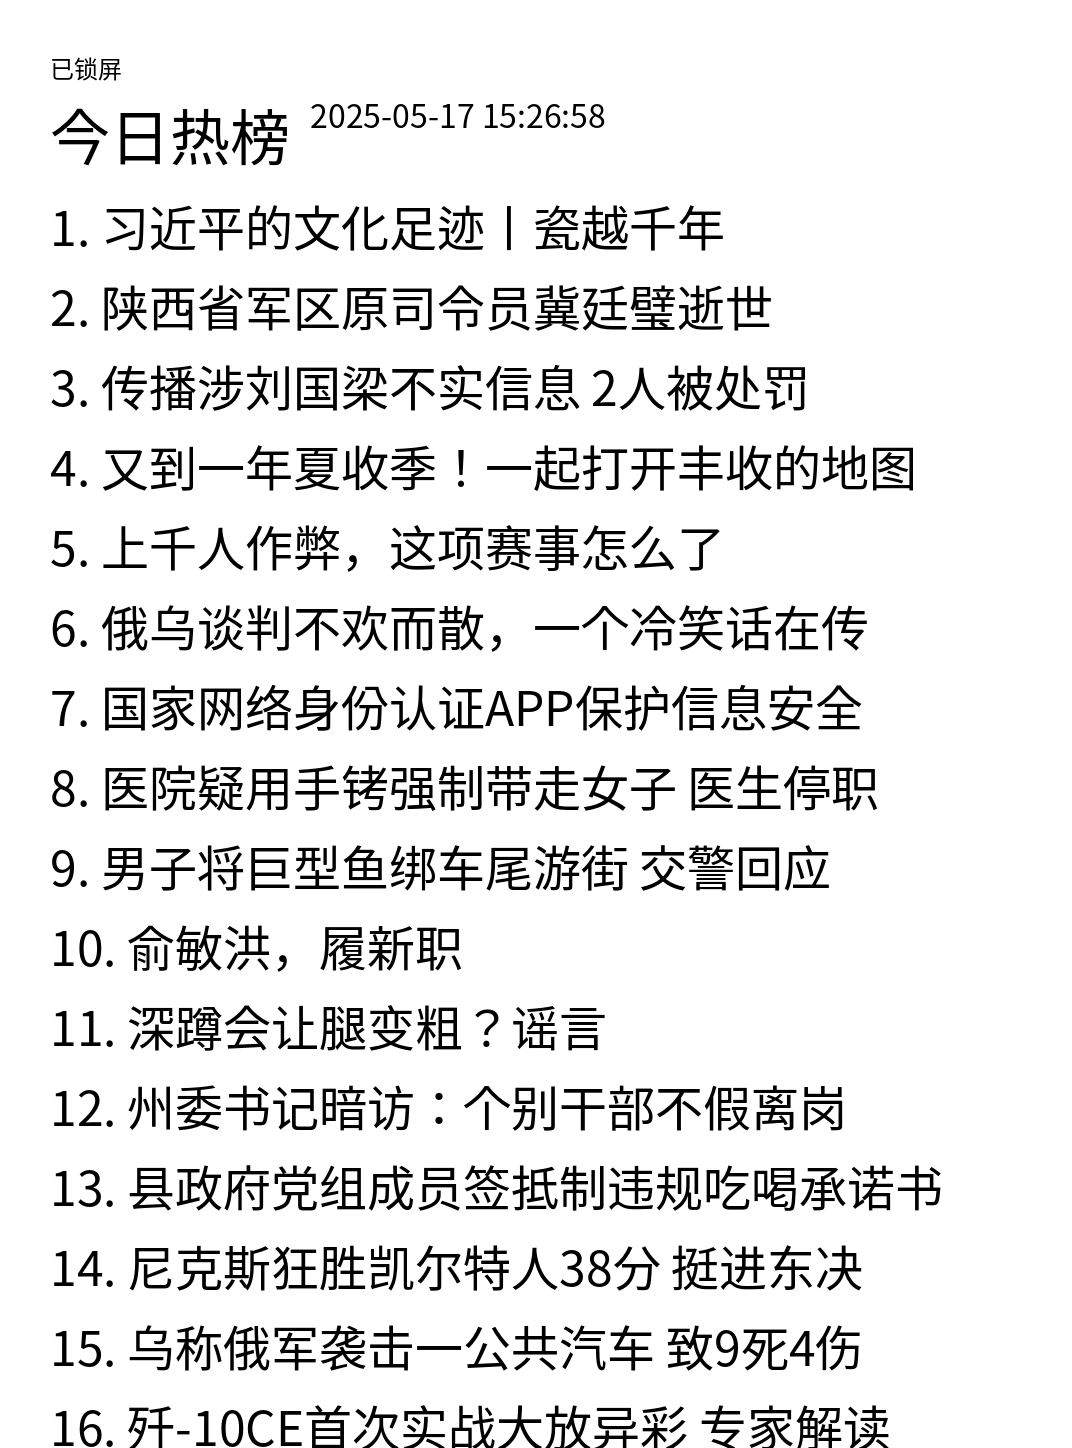 已锁屏
今日热榜 2025-05-17 15:26:58
1. 习近平的文化足迹丨瓷越千年
2. 陕西省军区原司令员冀廷璧逝世
3. 传播涉刘国梁不实信息 2人被处罚
4. 又到一年夏收季！一起打开丰收的地图
5. 上千人作弊，这项赛事怎么了
6. 俄乌谈判不欢而散，一个冷笑话在传
7. 国家网络身份认证APP保护信息安全
8. 医院疑用手铐强制带走女子 医生停职
9. 男子将巨型鱼绑车尾游街 交警回应
10. 俞敏洪，履新职
11. 深蹲会让腿变粗？谣言
12. 州委书记暗访：个别干部不假离岗
13. 县政府党组成员签抵制违规吃喝承诺书
14. 尼克斯狂胜凯尔特人38分 挺进东决
15. 乌称俄军袭击一公共汽车 致9死4伤
16. 歼-10CE首次实战大放异彩 专家解读